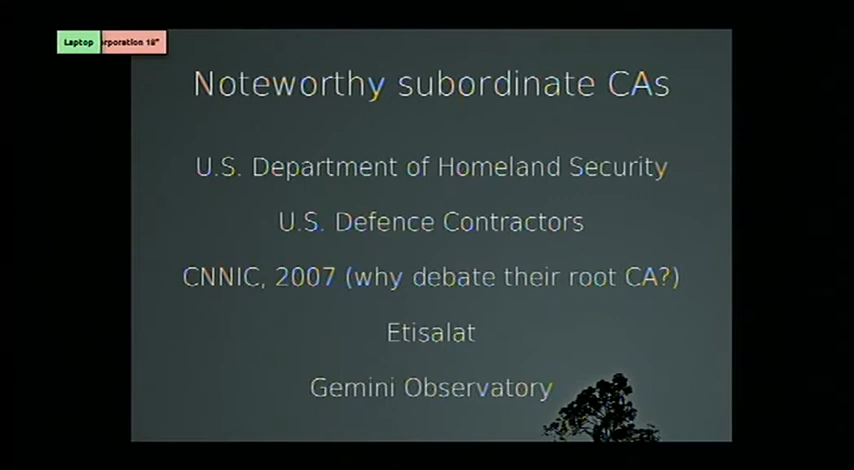 Laptop
rporation 18"
Noteworthy subordinate CAs
U.S. Department of Homeland Security
U.S. Defence Contractors
CNNIC, 2007 (why debate their root CA?)
Etisalat
Gemini Observatory